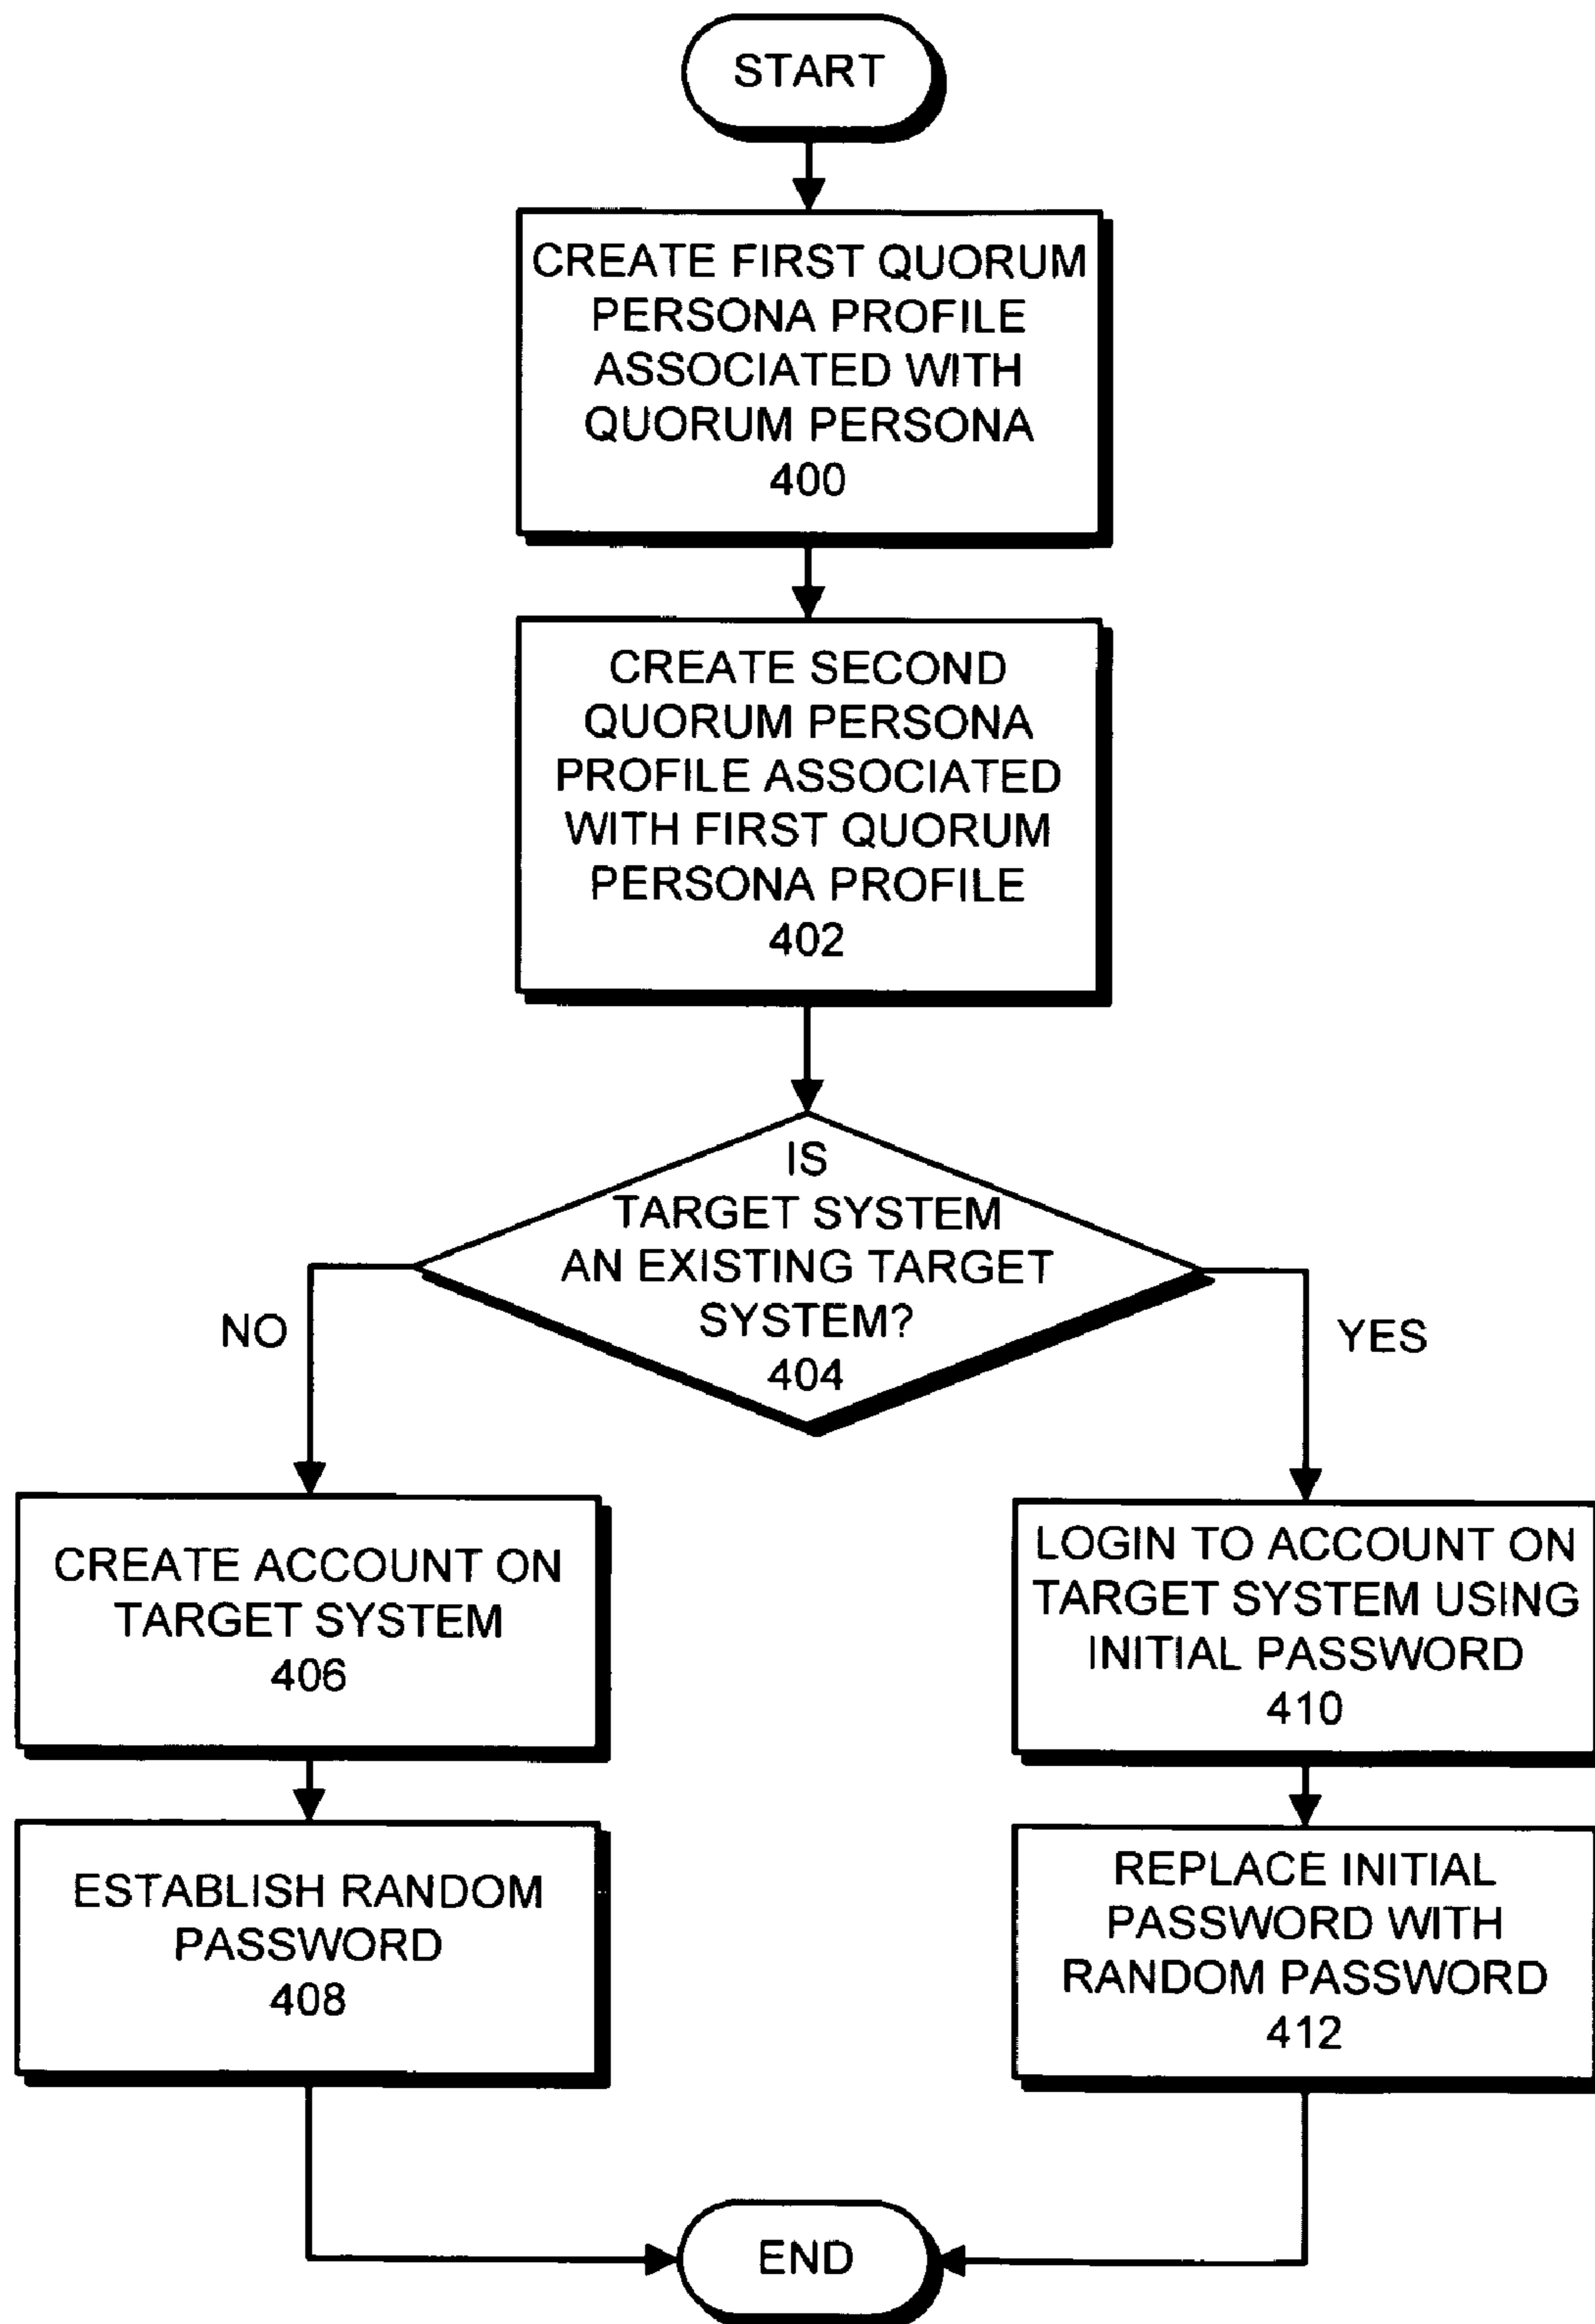 START
CREATE FIRST QUORUM
PERSONA PROFILE
ASSOCIATED WITH
QUORUM PERSONA
400
CREATE SECOND
QUORUM PERSONA
PROFILE ASSOCIATED
WITH FIRST QUORUM
PERSONA PROFILE
402
IS
TARGET SYSTEM
AN EXISTING TARGET
SYSTEM?
404
NO
YES
CREATE ACCOUNT ON
TARGET SYSTEM
406
LOGIN TO ACCOUNT ON
TARGET SYSTEM USING
INITIAL PASSWORD
410
ESTABLISH RANDOM
PASSWORD
408
REPLACE INITIAL
PASSWORD WITH
RANDOM PASSWORD
412
END